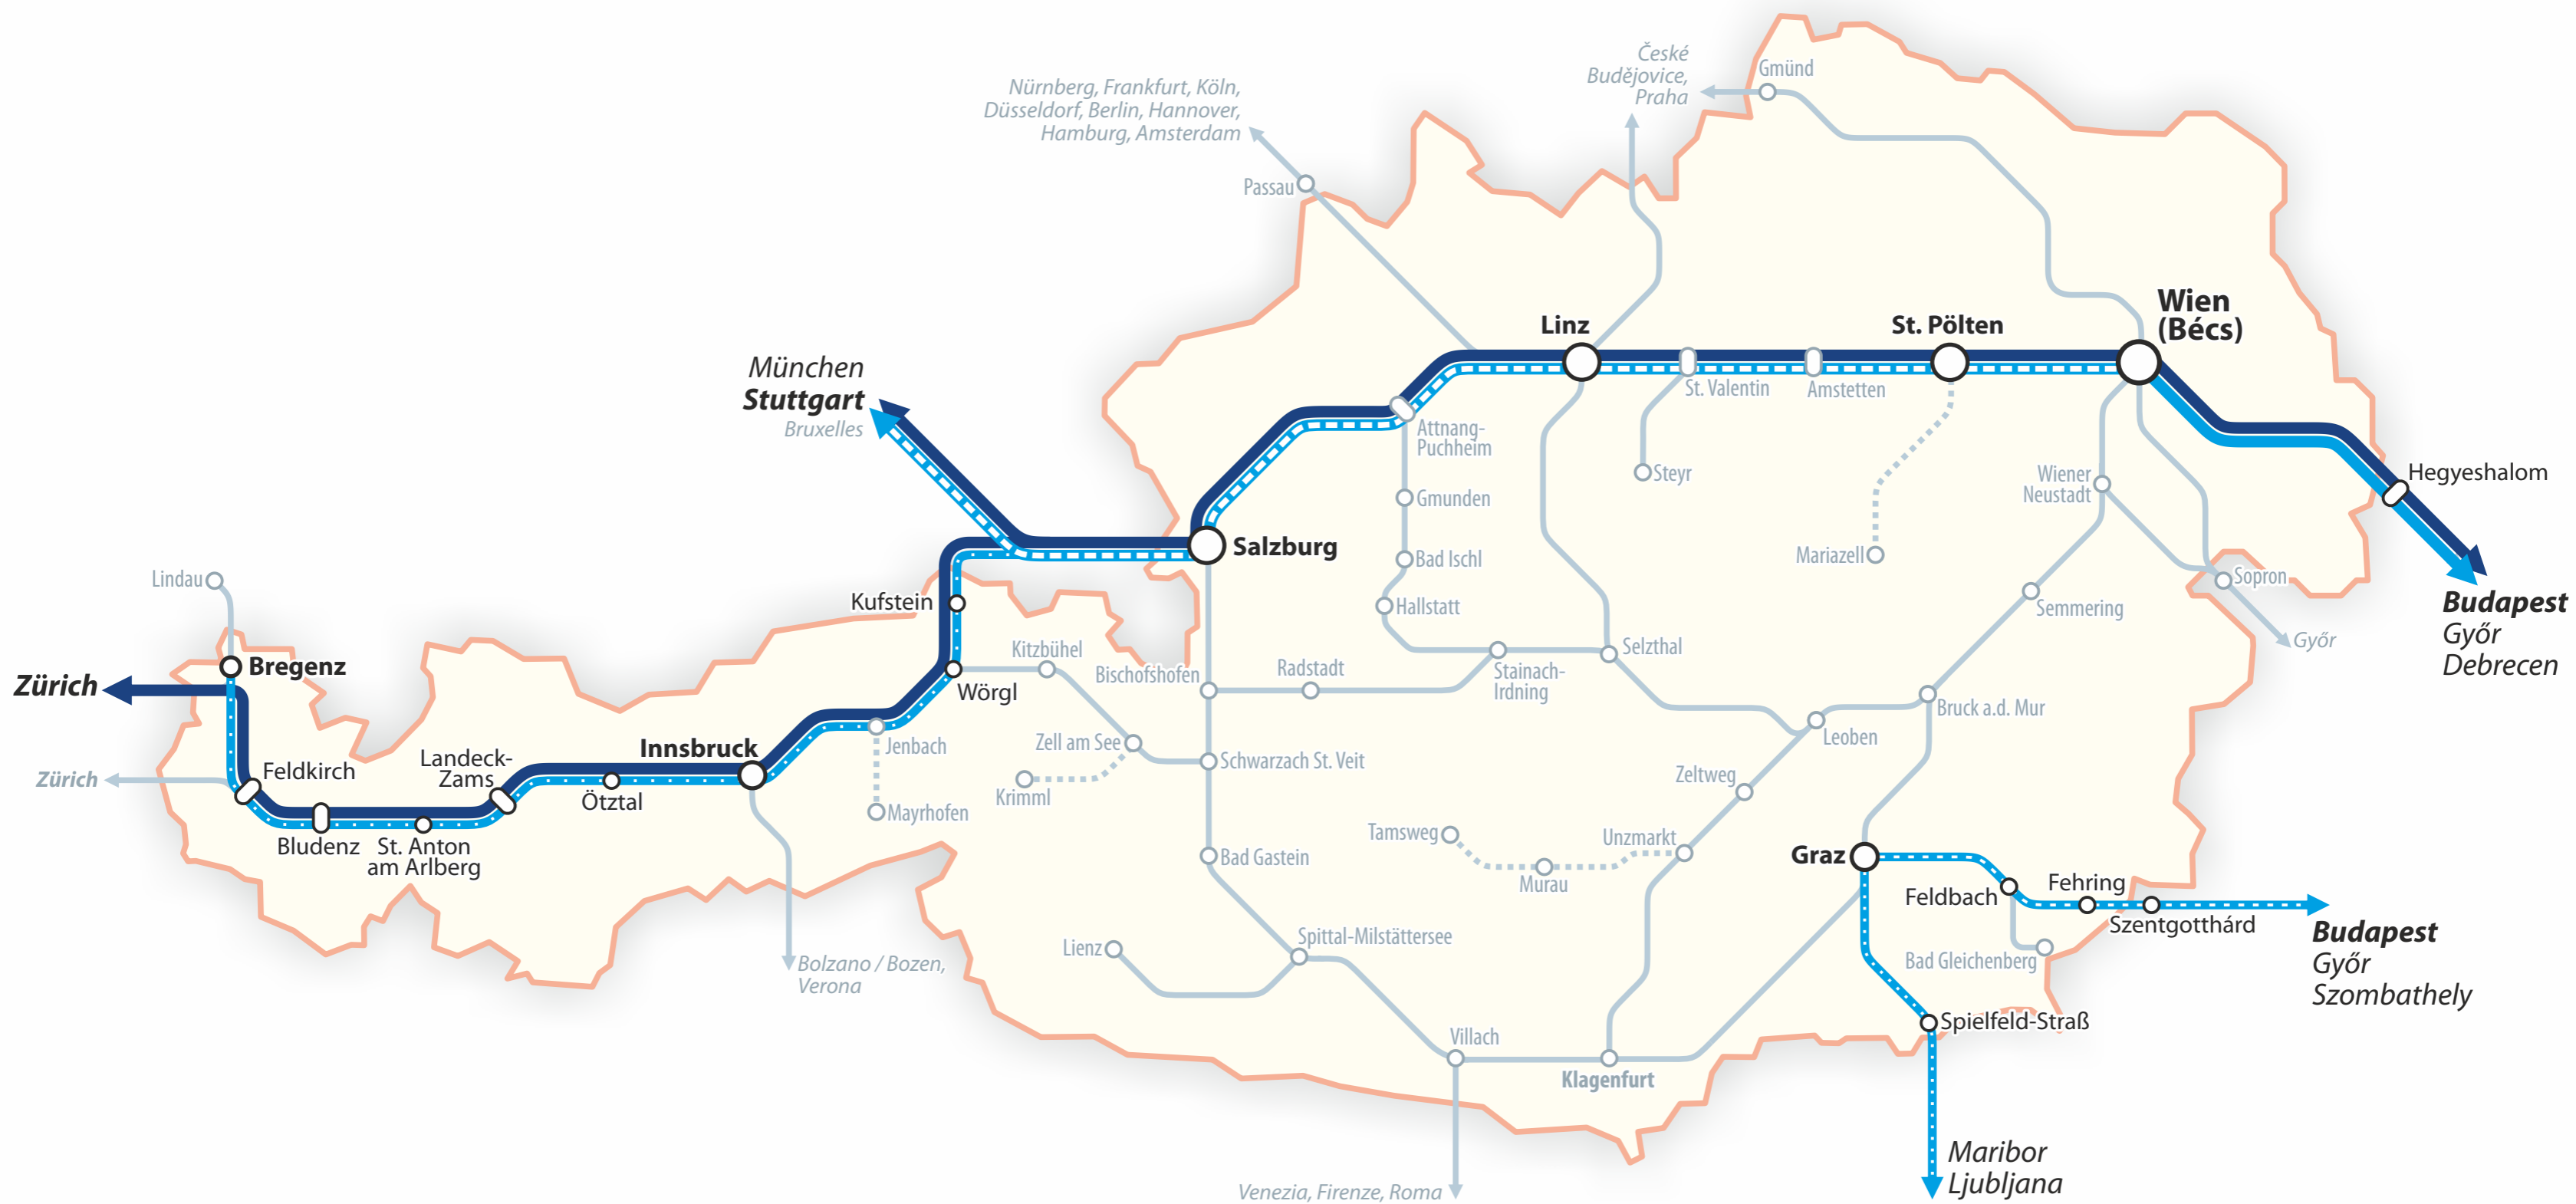 České
Budějovice,
Praha
Gmünd
Nürnberg, Frankfurt, Köln,
Düsseldorf, Berlin, Hannover,
Hamburg, Amsterdam
Passau
Wien
(Bécs)
Linz
St. Pölten
München
Stuttgart
Bruxelles
St. Valentin
Amstetten
Attnang-
Puchheim
Steyr
Wiener
Neustadt
Hegyeshalom
Gmunden
Salzburg
Bad Ischl
Mariazell
Lindau
Sopron
Kufstein
Hallstatt
Semmering
Budapest
Győr
Debrecen
Győr
Kitzbühel
Selzthal
Bregenz
Zürich
Wörgl
Bischofshofen
Radstadt
Stainach-
Irdning
Bruck a.d. Mur
Innsbruck
Jenbach
Zell am See
Leoben
Landeck-
Zams
Feldkirch
Zürich
Schwarzach St. Veit
Zeltweg
Ötztal
Krimml
Mayrhofen
Tamsweg
Unzmarkt
Bludenz
St. Anton
am Arlberg
Bad Gastein
Graz
Murau
Feldbach
Fehring
Szentgotthárd
Budapest
Győr
Szombathely
Lienz
Spittal-Milstättersee
Bad Gleichenberg
Bolzano / Bozen,
Verona
Spielfeld-Straß
Villach
Klagenfurt
Maribor
Ljubljana
Venezia, Firenze, Roma